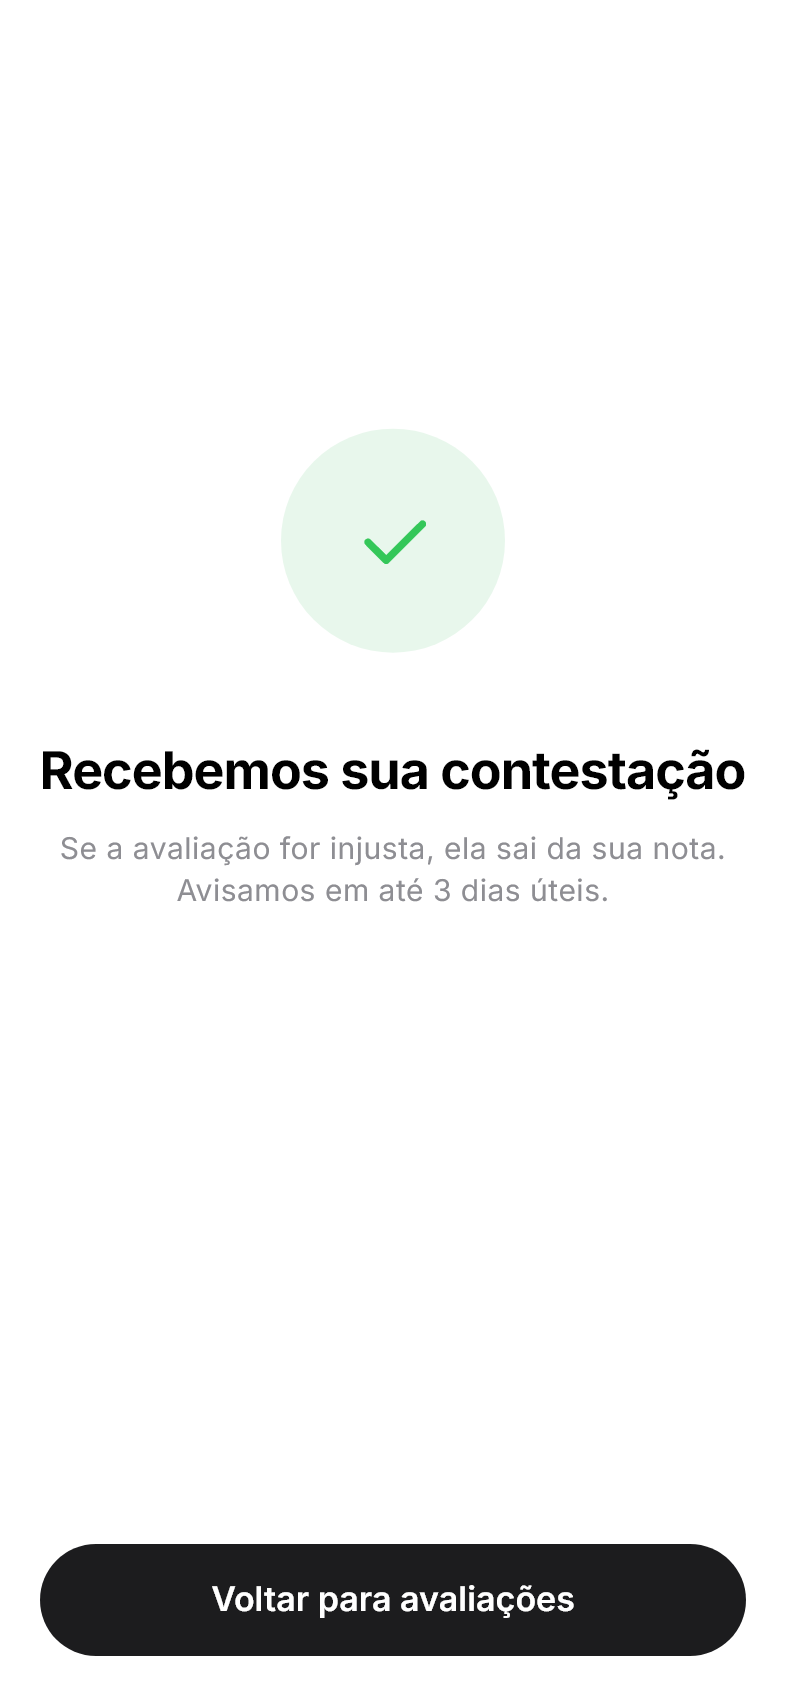 Recebemos sua contestação
Se a avaliação for injusta, ela sai da sua nota.
Avisamos em até 3 dias úteis.
Voltar para avaliações